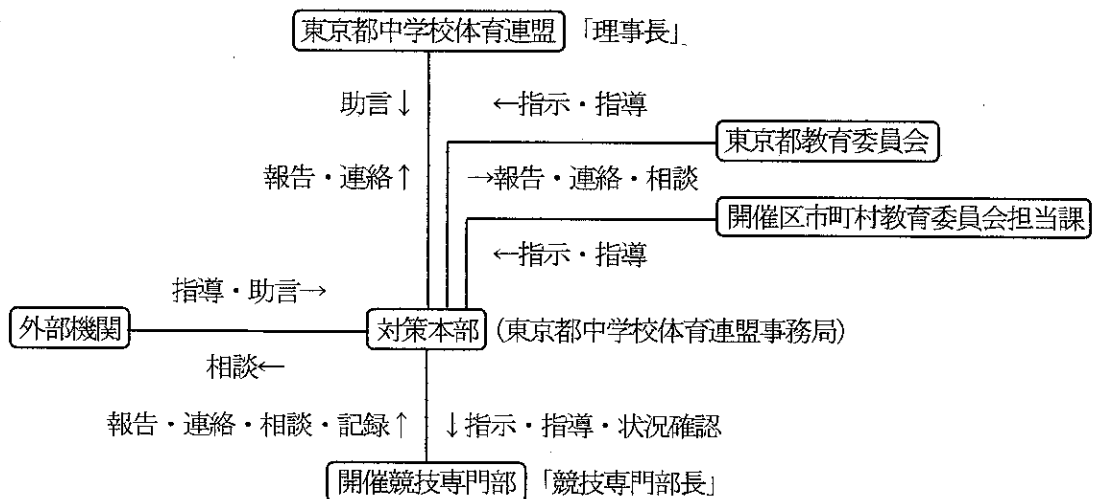 東京都中学校体育連盟 「理事長」
助言↓ ←指示・指導
東京都教育委員会
報告・連絡↑ →報告・連絡・相談
開催区市町村教育委員会担当課
←指示・指導
指導・助言→
外部機関 対策本部 (東京都中学校体育連盟事務局)
相談←
報告・連絡・相談・記録↑ ↓指示・指導・状況確認
開催競技専門部 「競技専門部長」